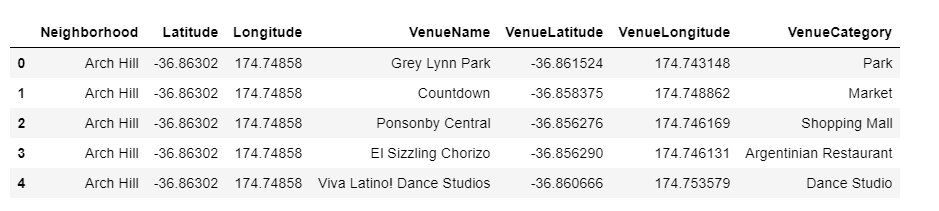 Neighborhood Latitude Longitude VenueName VenueLatitude VenueLongitude VenueCategory
0 Arch Hill -36.86302 174.74858 Grey Lynn Park -36.861524 174.743148 Park
1 Arch Hill -36.86302 174.74858 Countdown -36.858375 174.748862 Market
2 Arch Hill -36.86302 174.74858 Ponsonby Central -36.856276 174.746169 Shopping Mall
3 Arch Hill -36.86302 174.74858 El Sizzling Chorizo -36.856290 174.746131 Argentinian Restaurant
4 Arch Hill -36.86302 174.74858 Viva Latino! Dance Studios -36.860666 174.753579 Dance Studio